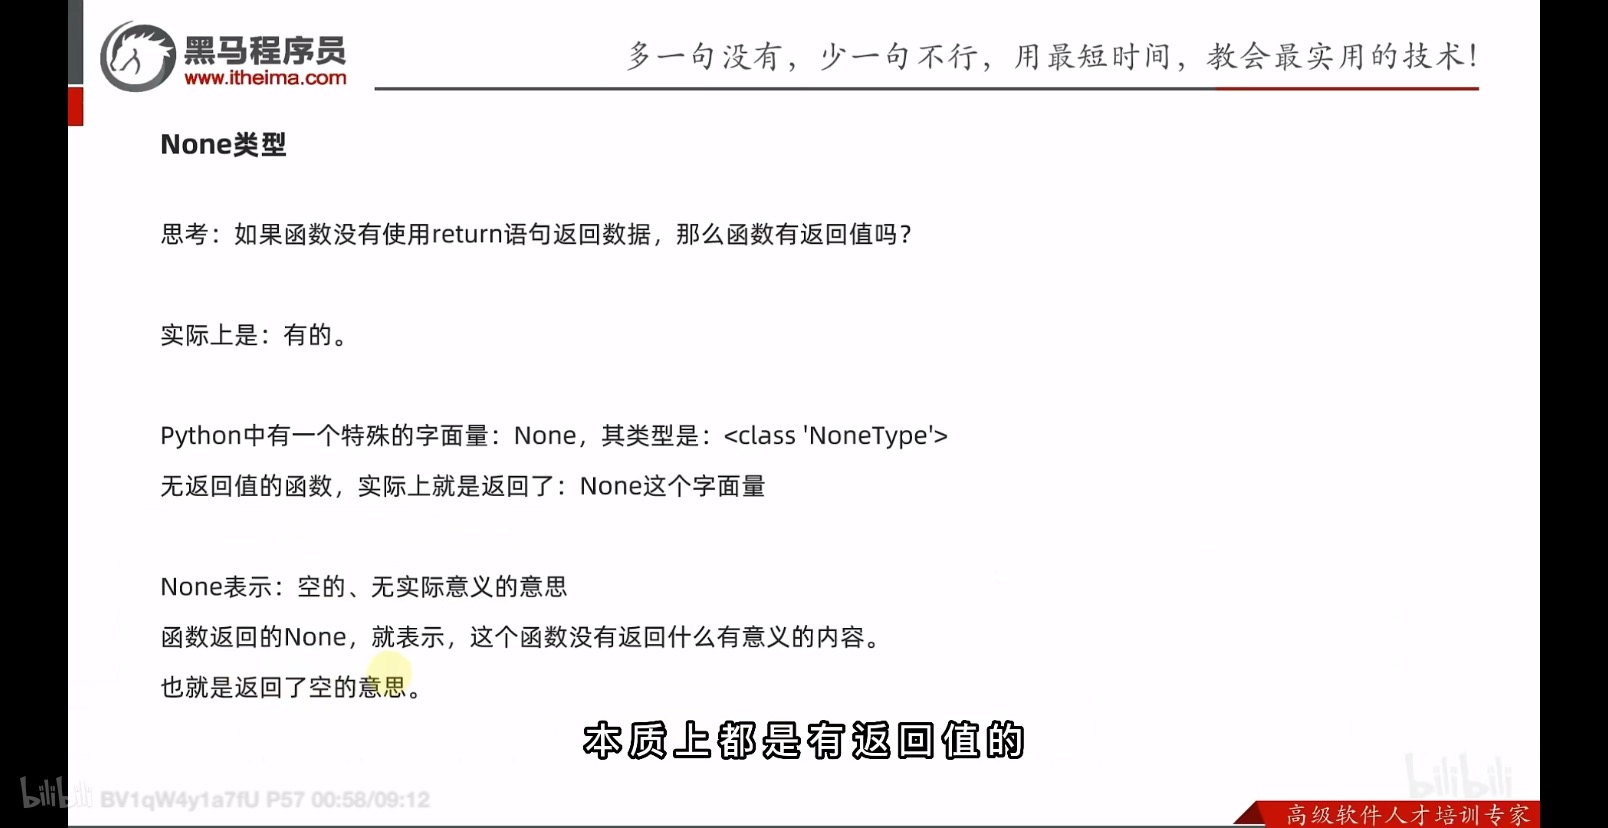 黑马程序员
www.itheima.com
多一句没有，少一句不行，用最短时间，教会最实用的技术！
None类型
思考：如果函数没有使用return语句返回数据，那么函数有返回值吗？
实际上是：有的。
Python中有一个特殊的字面量：None，其类型是：<class 'NoneType'>
无返回值的函数，实际上就是返回了：None这个字面量
None表示：空的、无实际意义的意思
函数返回的None，就表示，这个函数没有返回什么有意义的内容。
也就是返回了空的意思。
本质上都是有返回值的
bilibili
bilibili BV1qW4y1a7fU P57 00:58/09:12
高级软件人才培训专家